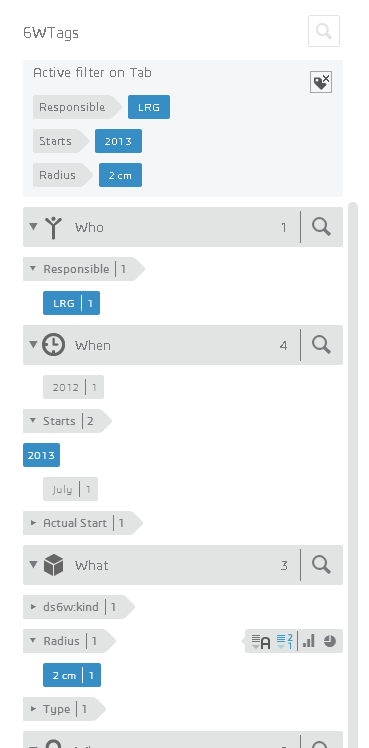 6WTags
Active filter on Tab
Responsible LRG
Starts 2013
Radius 2 cm
Who 1
Responsible 1
LRG 1
When 4
2012 1
Starts 2
2013
July 1
Actual Start 1
What 3
ds6w:kind 1
Radius 1 A 2 1
2 cm 1
Type 1